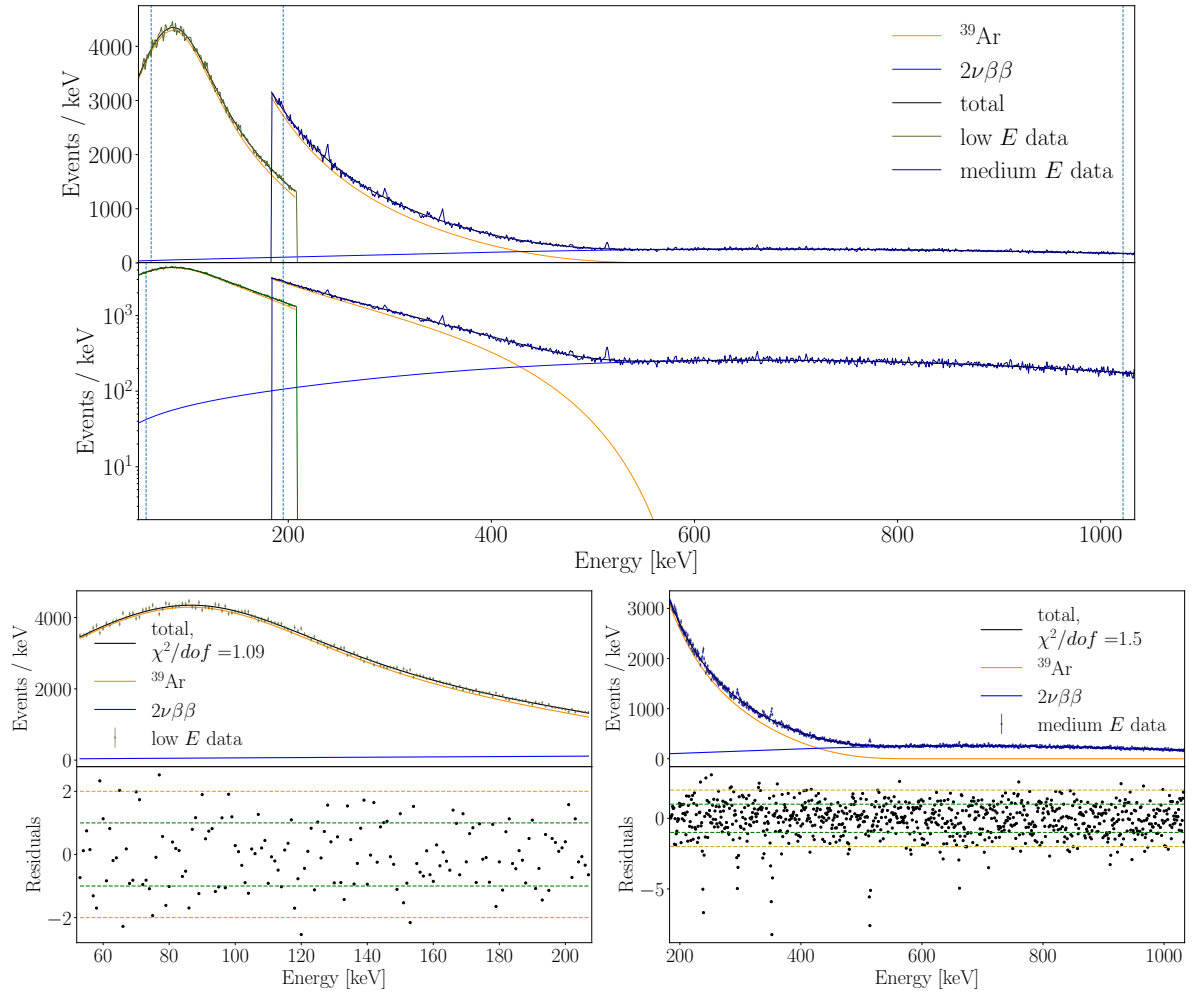 4000
3000
2000
1000
0
Events / keV
³⁹Ar
2νββ
total
low E data
medium E data
10³
10²
10¹
Events / keV
200
400
600
800
1000
Energy [keV]
4000
2000
0
Events / keV
total,
χ²/dof =1.09
³⁹Ar
2νββ
low E data
2
0
−2
Residuals
60
80
100
120
140
160
180
200
Energy [keV]
3000
2000
1000
0
Events / keV
total,
χ²/dof =1.5
³⁹Ar
2νββ
medium E data
0
−5
Residuals
200
400
600
800
1000
Energy [keV]